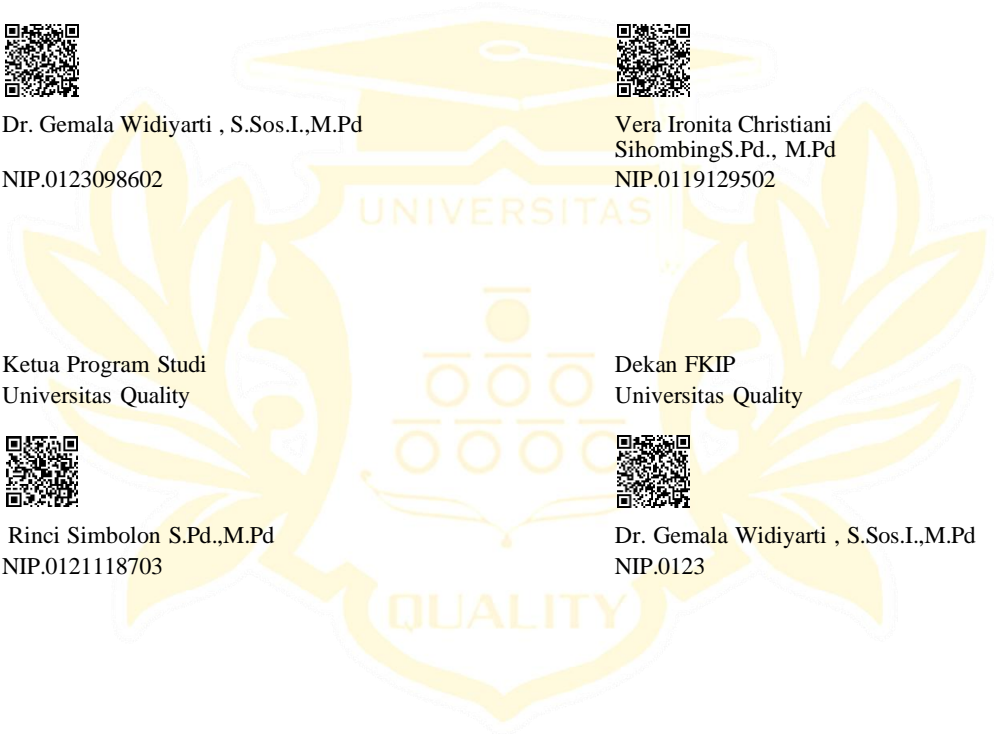 Dr. Gemala Widiyarti , S.Sos.I.,M.Pd
NIP.0123098602
Vera Ironita Christiani
SihombingS.Pd., M.Pd
NIP.0119129502
UNIVERSITAS
Ketua Program Studi
Universitas Quality
Dekan FKIP
Universitas Quality
Rinci Simbolon S.Pd.,M.Pd
NIP.0121118703
Dr. Gemala Widiyarti , S.Sos.I.,M.Pd
NIP.0123
QUALITY